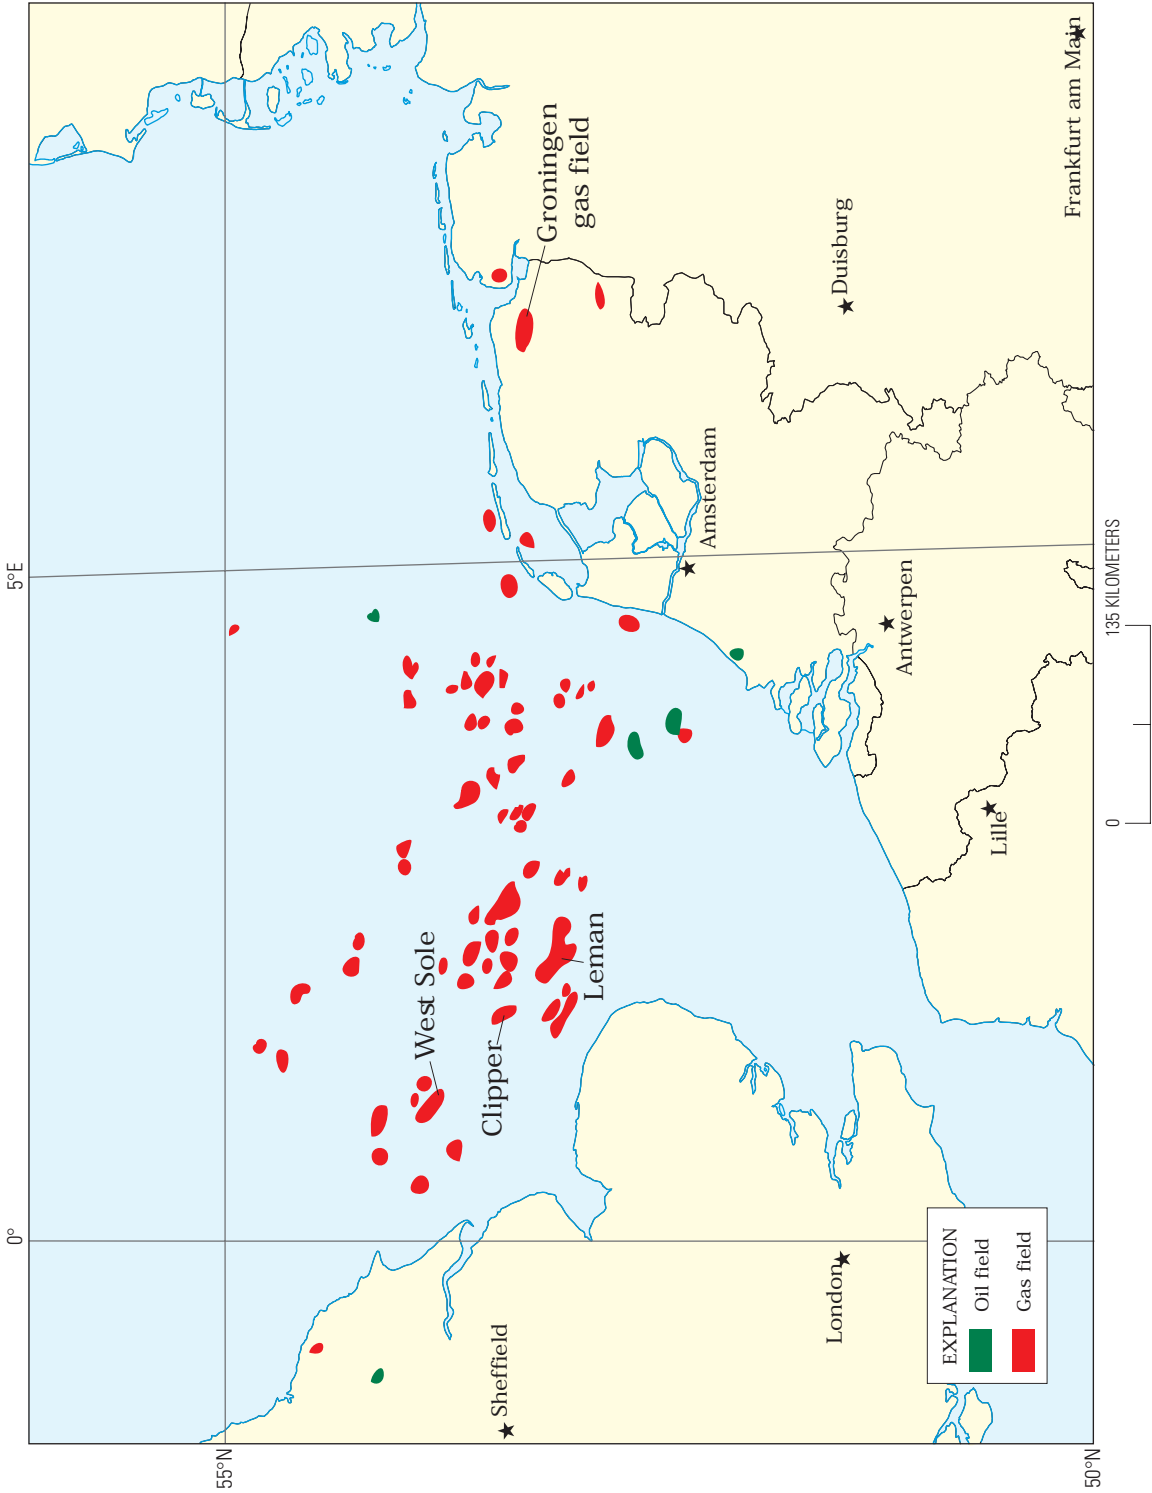 0°
5°E
55°N
50°N
Groningen
gas field
West Sole
Clipper
Leman
Sheffield
London
Amsterdam
Duisburg
Frankfurt am Main
Antwerpen
Lille
EXPLANATION
Oil field
Gas field
0
135 KILOMETERS